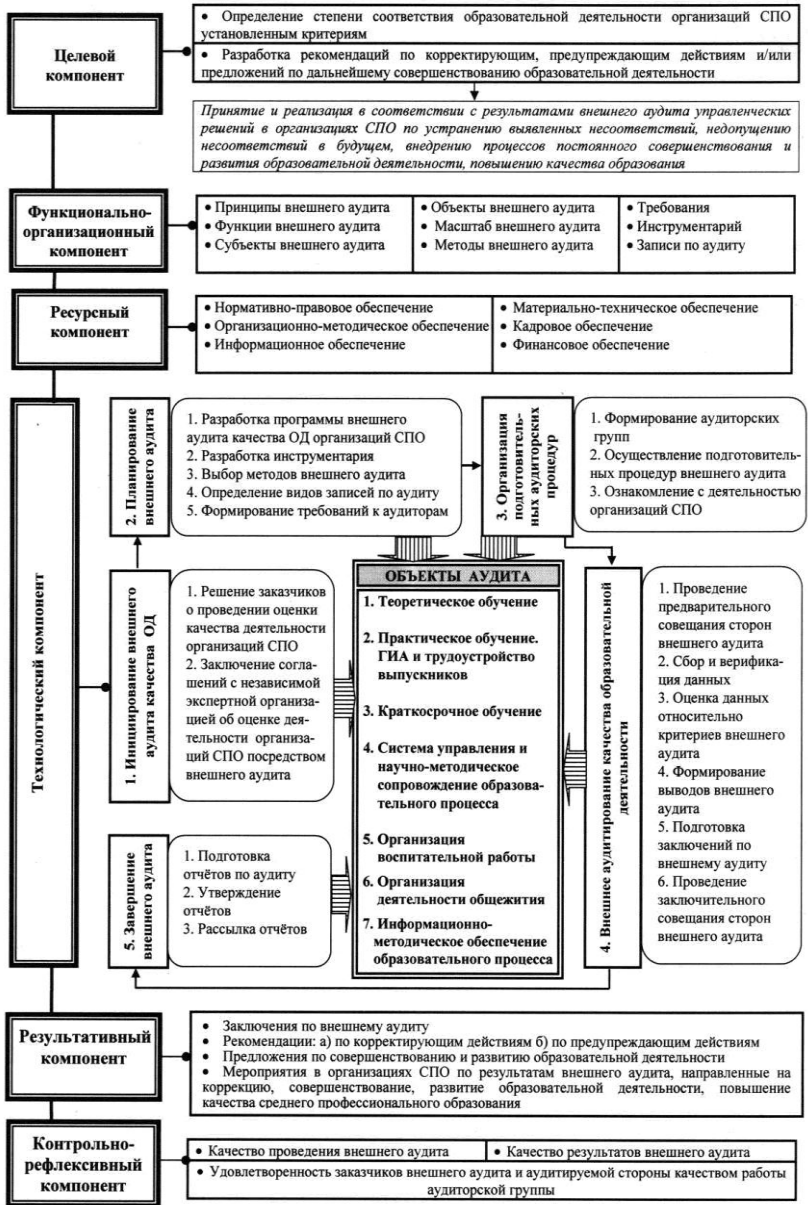 Целевой
компонент
• Определение степени соответствия образовательной деятельности организаций СПО
установленным критериям
• Разработка рекомендаций по корректирующим, предупреждающим действиям и/или
предложений по дальнейшему совершенствованию образовательной деятельности
Принятие и реализация в соответствии с результатами внешнего аудита управленческих
решений в организациях СПО по устранению выявленных несоответствий, недопущению
несоответствий в будущем, внедрению процессов постоянного совершенствования и
развития образовательной деятельности, повышению качества образования
Функционально-
организационный
компонент
• Принципы внешнего аудита
• Функции внешнего аудита
• Субъекты внешнего аудита
• Объекты внешнего аудита
• Масштаб внешнего аудита
• Методы внешнего аудита
• Требования
• Инструментарий
• Записи по аудиту
Ресурсный
компонент
• Нормативно-правовое обеспечение
• Организационно-методическое обеспечение
• Информационное обеспечение
• Материально-техническое обеспечение
• Кадровое обеспечение
• Финансовое обеспечение
Технологический компонент
2. Планирование
внешнего аудита
1. Разработка программы внешнего
аудита качества ОД организаций СПО
2. Разработка инструментария
3. Выбор методов внешнего аудита
4. Определение видов записей по аудиту
5. Формирование требований к аудиторам
3. Организация
подготовитель-
ных аудиторских
процедур
1. Формирование аудиторских
групп
2. Осуществление подготовитель-
ных процедур внешнего аудита
3. Ознакомление с деятельностью
организаций СПО
1. Инициирование внешнего
аудита качества ОД
1. Решение заказчиков
о проведении оценки
качества деятельности
организаций СПО
2. Заключение согла-
шений с независимой
экспертной организа-
цией об оценке дея-
тельности организа-
ций СПО посредством
внешнего аудита
ОБЪЕКТЫ АУДИТА
1. Теоретическое обучение
2. Практическое обучение.
ГИА и трудоустройство
выпускников
3. Краткосрочное обучение
4. Система управления и
научно-методическое
сопровождение образова-
тельного процесса
5. Организация
воспитательной работы
6. Организация
деятельности общежития
7. Информационно-
методическое обеспечение
образовательного процесса
4. Внешнее аудитирование качества образовательной
деятельности
1. Проведение
предварительного
совещания сторон
внешнего аудита
2. Сбор и верифика-
ция данных
3. Оценка данных
относительно
критериев внешнего
аудита
4. Формирование
выводов внешнего
аудита
5. Подготовка
заключений по
внешнему аудиту
6. Проведение
заключительного
совещания сторон
внешнего аудита
5. Завершение
внешнего аудита
1. Подготовка
отчётов по аудиту
2. Утверждение
отчётов
3. Рассылка отчётов
Результативный
компонент
• Заключения по внешнему аудиту
• Рекомендации: а) по корректирующим действиям б) по предупреждающим действиям
• Предложения по совершенствованию и развитию образовательной деятельности
• Мероприятия в организациях СПО по результатам внешнего аудита, направленные на
коррекцию, совершенствование, развитие образовательной деятельности, повышение
качества среднего профессионального образования
Контрольно-
рефлексивный
компонент
• Качество проведения внешнего аудита
• Качество результатов внешнего аудита
• Удовлетворенность заказчиков внешнего аудита и аудитируемой стороны качеством работы
аудиторской группы